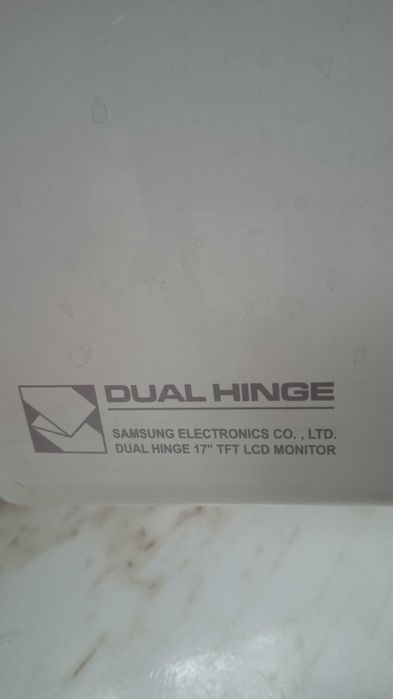 DUAL HINGE
SAMSUNG ELECTRONICS CO. , LTD.
DUAL HINGE 17" TFT LCD MONITOR